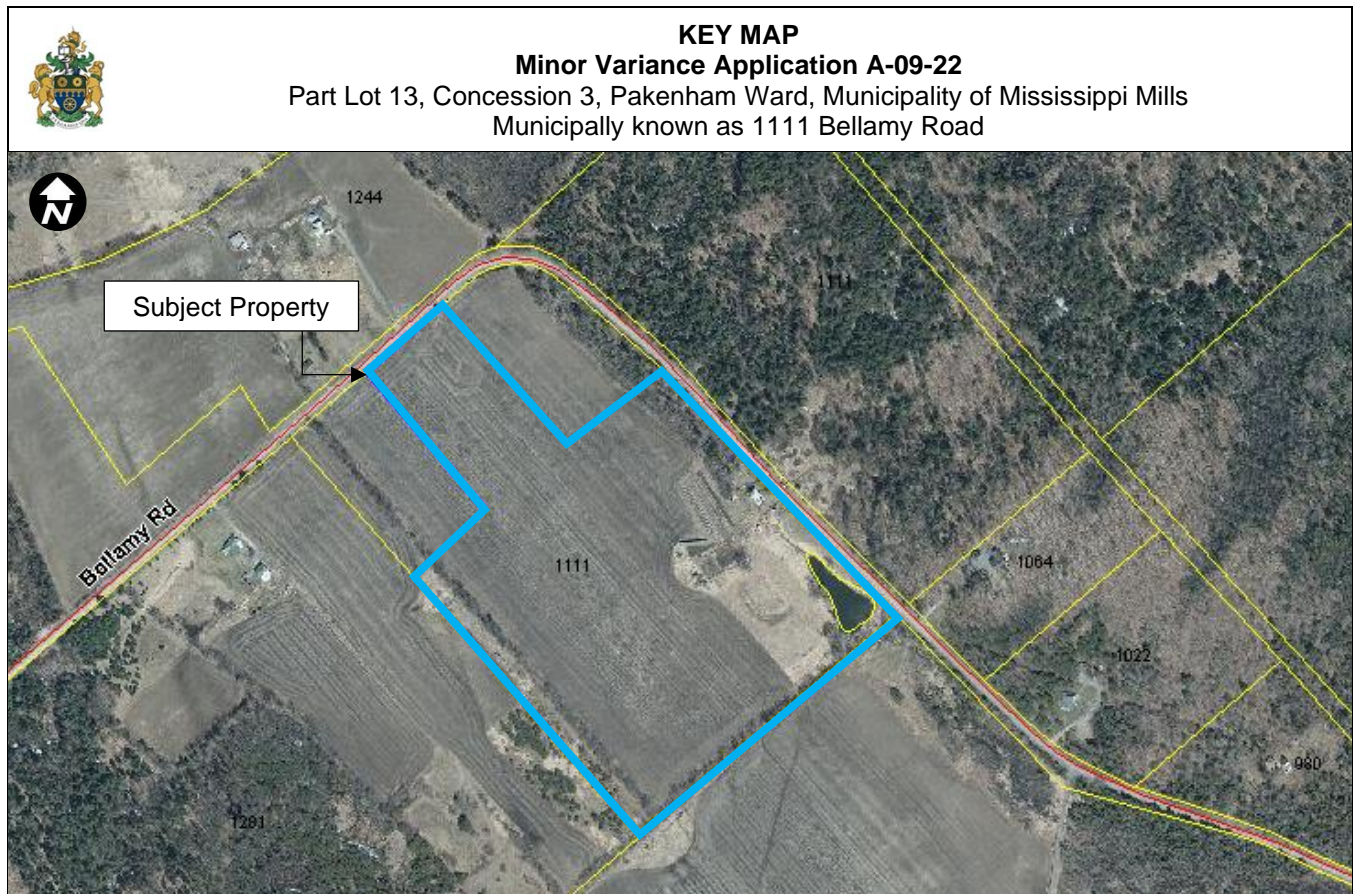 KEY MAP
Minor Variance Application A-09-22
Part Lot 13, Concession 3, Pakenham Ward, Municipality of Mississippi Mills
Municipally known as 1111 Bellamy Road
N
1244
1111
Subject Property
Bellamy Rd
1111
1064
1022
980
1201